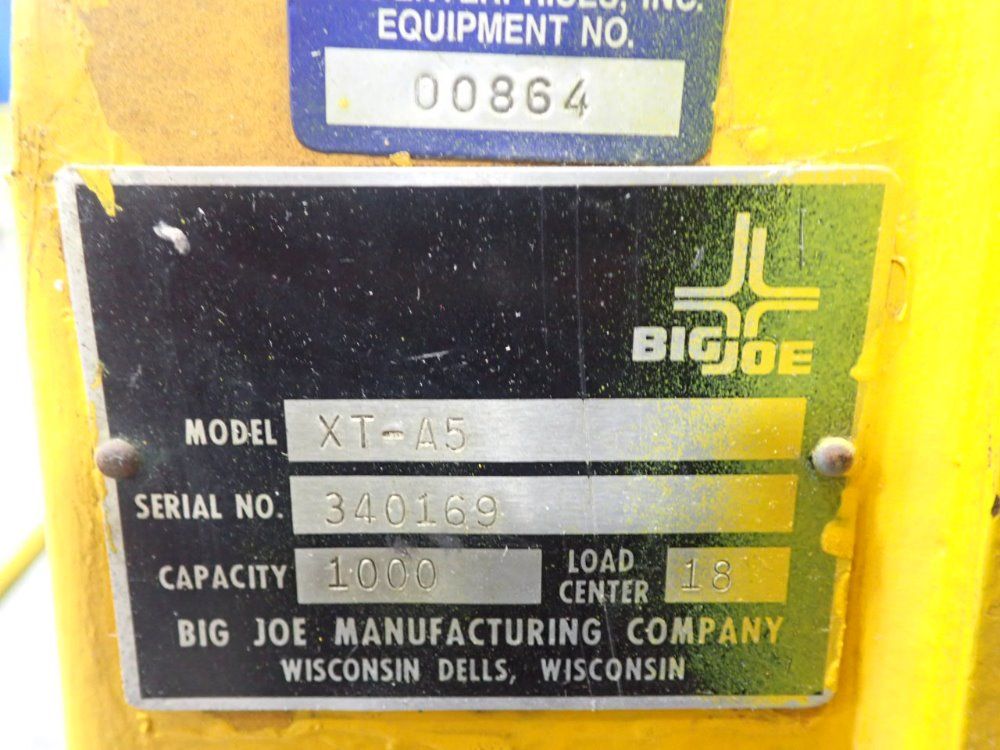 INC.
EQUIPMENT NO.
00864
BIG JOE
MODEL XT-A5
SERIAL NO. 340169
CAPACITY 1000 LOAD CENTER 18
BIG JOE MANUFACTURING COMPANY
WISCONSIN DELLS, WISCONSIN